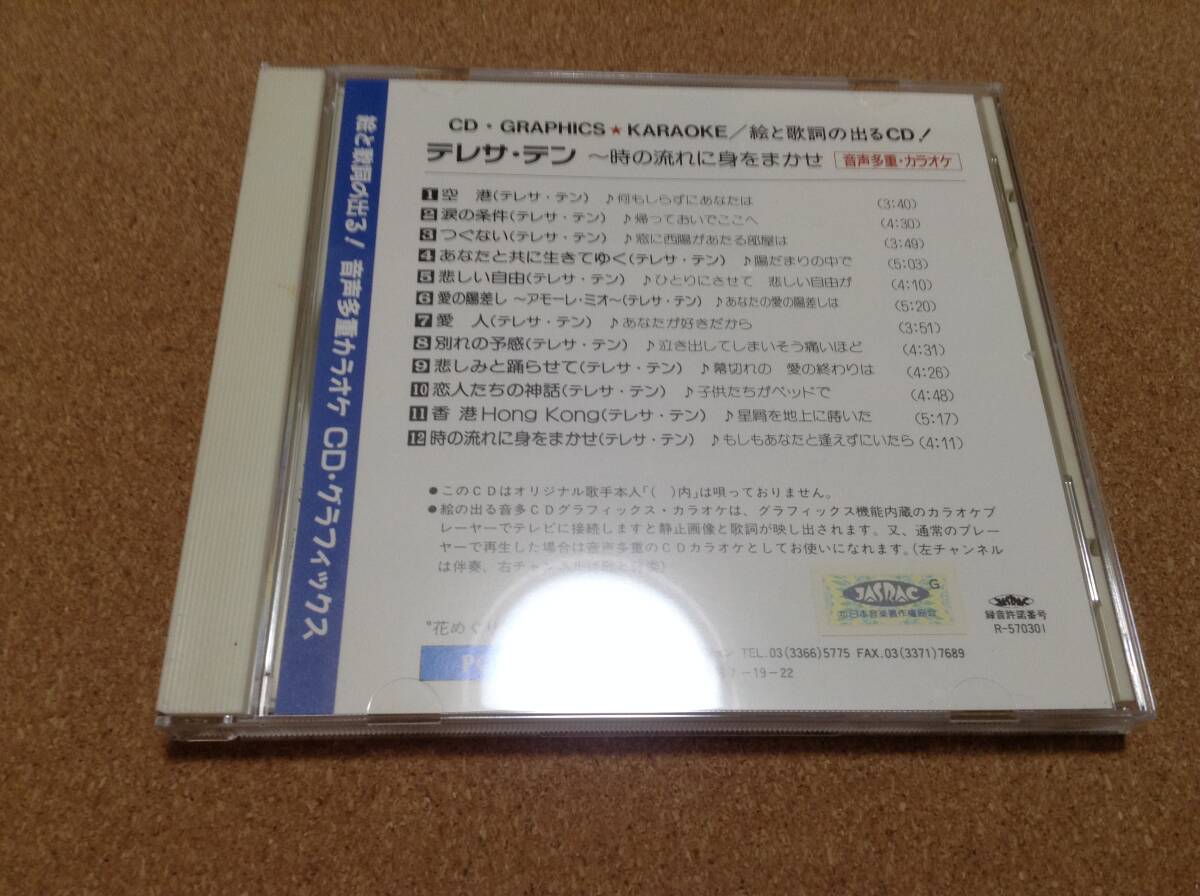 絵と歌詞の出る! 音声多重カラオケ CD・グラフィックス
CD・GRAPHICS★KARAOKE/絵と歌詞の出るCD!
テレサ・テン ~時の流れに身をまかせ 音声多重・カラオケ
1 空 港(テレサ・テン) ♪何もしらずにあなたは (3:40)
2 涙の条件(テレサ・テン) ♪帰っておいでここへ (4:30)
3 つぐない(テレサ・テン) ♪窓に西陽があたる部屋は (3:49)
4 あなたと共に生きてゆく(テレサ・テン) ♪陽だまりの中で (5:03)
5 悲しい自由(テレサ・テン) ♪ひとりにさせて 悲しい自由が (4:10)
6 愛の陽差し ~アモーレ・ミオ~(テレサ・テン) ♪あなたの愛の陽差しは (5:20)
7 愛 人(テレサ・テン) ♪あなたが好きだから (3:51)
8 別れの予感(テレサ・テン) ♪泣き出してしまいそう痛いほど (4:31)
9 悲しみと踊らせて(テレサ・テン) ♪幕切れの 愛の終わりは (4:26)
10 恋人たちの神話(テレサ・テン) ♪子供たちがベッドで (4:48)
11 香 港 Hong Kong(テレサ・テン) ♪星屑を地上に蒔いた (5:17)
12 時の流れに身をまかせ(テレサ・テン) ♪もしもあなたと逢えずにいたら (4:11)
●このCDはオリジナル歌手本人「( )内」は唄っておりません。
●絵の出る音多CDグラフィックス・カラオケは、グラフィックス機能内蔵のカラオケプ
レーヤーでテレビに接続しますと静止画像と歌詞が映し出されます。又、通常のプレー
ヤーで再生した場合は音声多重のCDカラオケとしてお使いになれます。(左チャンネル
は伴奏、右チャンネルは
JASRAC G
日本音楽著作権協会
JASRAC
録音許諾番号
R-570301
"花めぐり
TEL.03(3366)5775 FAX.03(3371)7689
7-19-22